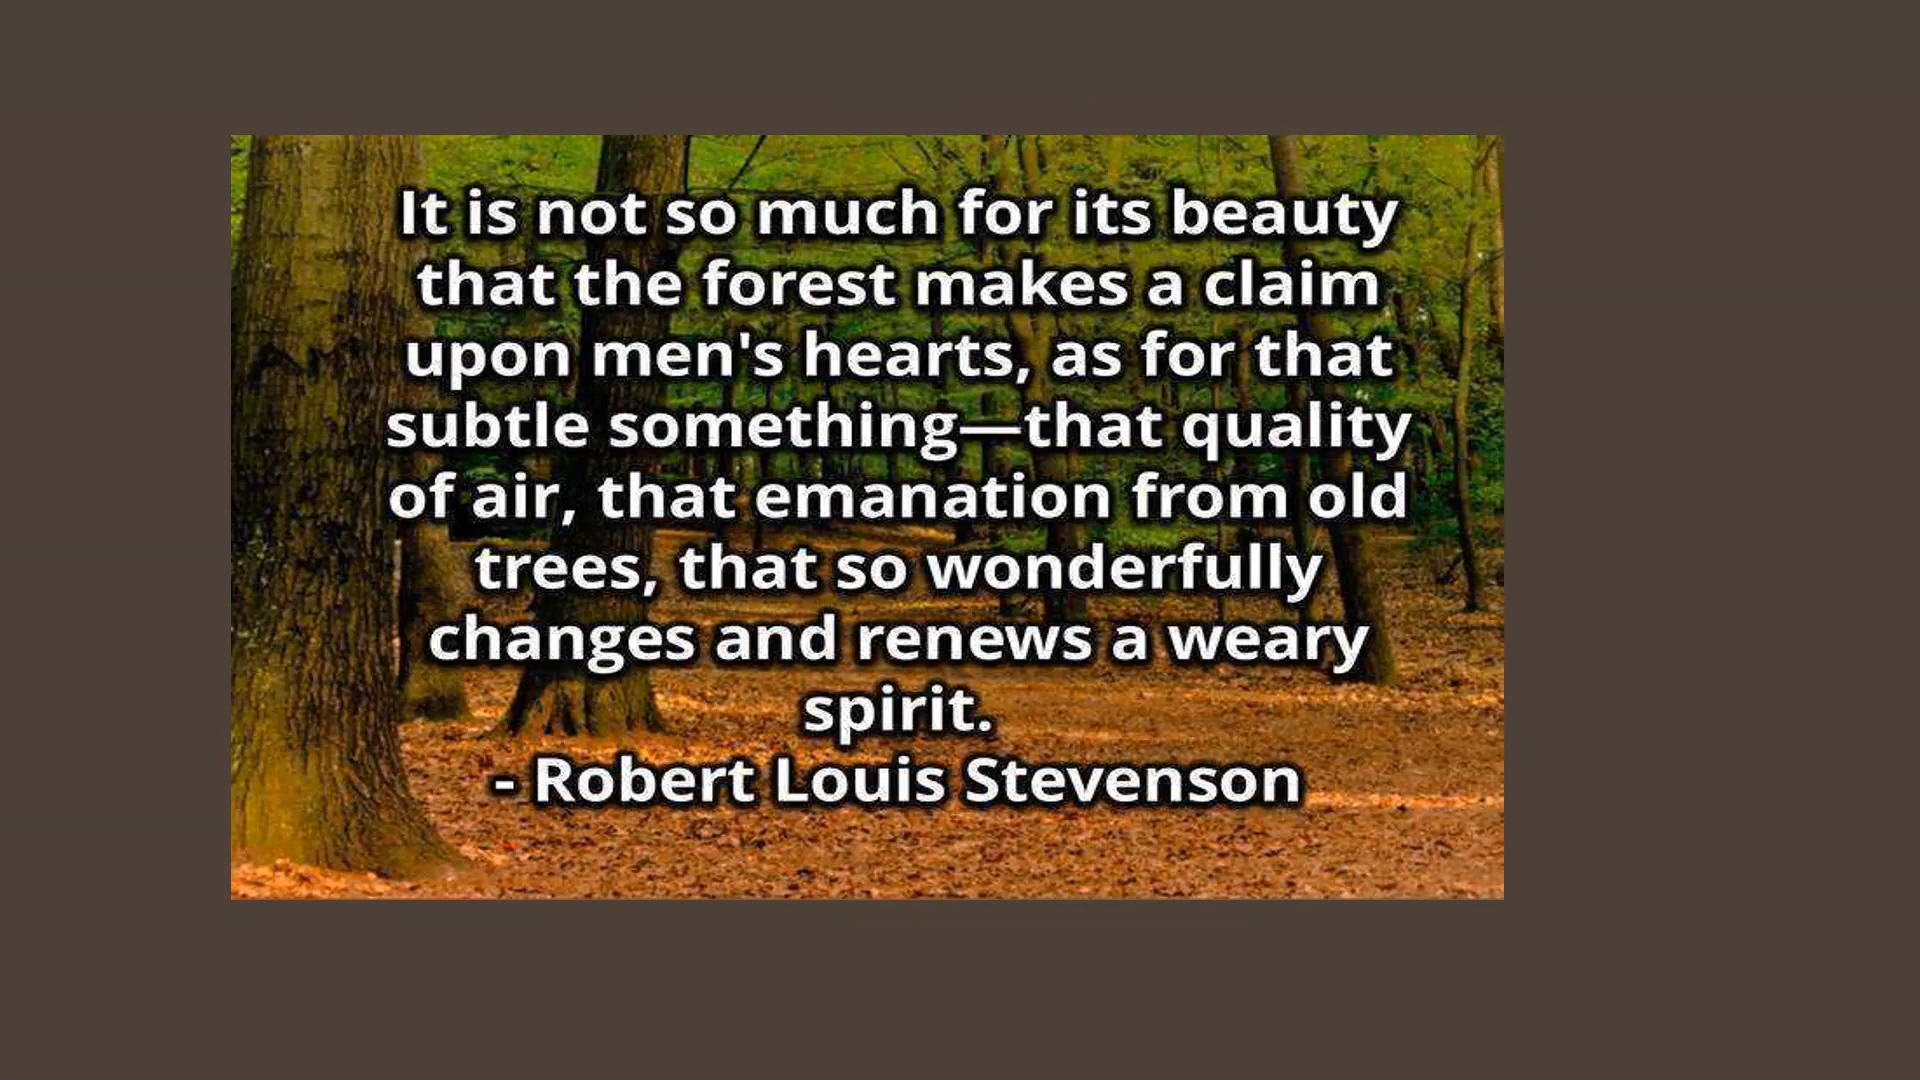 It is not so much for its beauty
that the forest makes a claim
upon men's hearts, as for that
subtle something—that quality
of air, that emanation from old
trees, that so wonderfully
changes and renews a weary
spirit.
- Robert Louis Stevenson